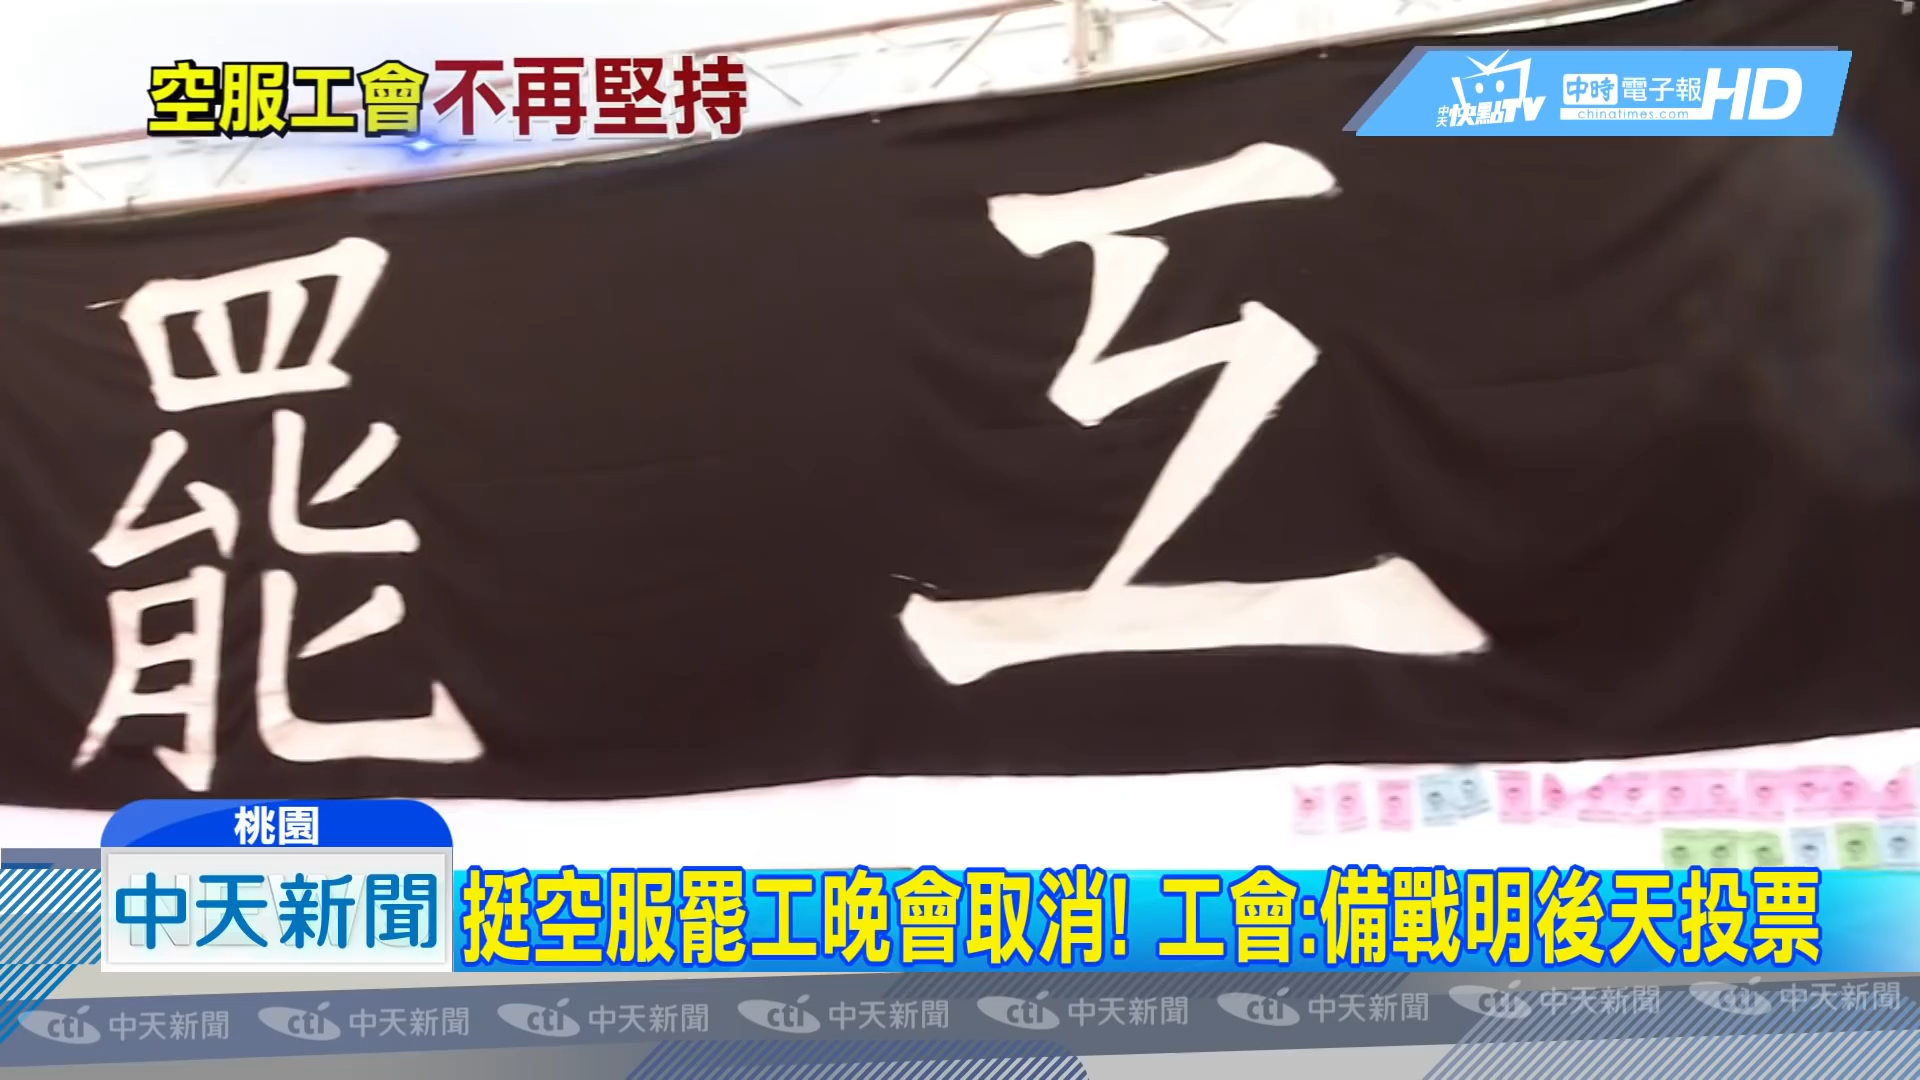 空服工會不再堅持
中天快點TV 中時電子報HD
chinatimes.com
罷工
桃園
中天新聞
挺空服罷工晚會取消! 工會:備戰明後天投票
cti 中天新聞 cti 中天新聞 cti 中天新聞 cti 中天新聞 cti 中天新聞 cti 中天新聞 cti 中天新聞 cti 中天新聞